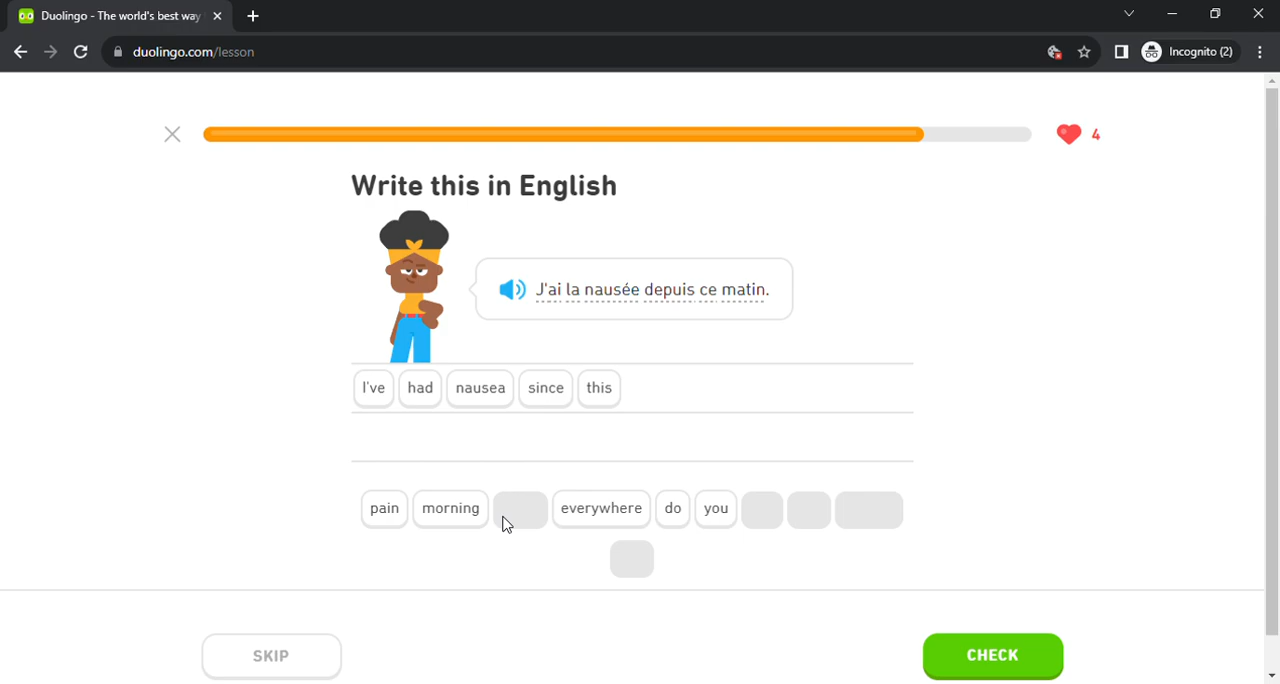 Duolingo - The world's best way
duolingo.com/lesson
Incognito (2)
4
Write this in English
J'ai la nausée depuis ce matin.
I've had nausea since this
pain morning everywhere do you
SKIP
CHECK